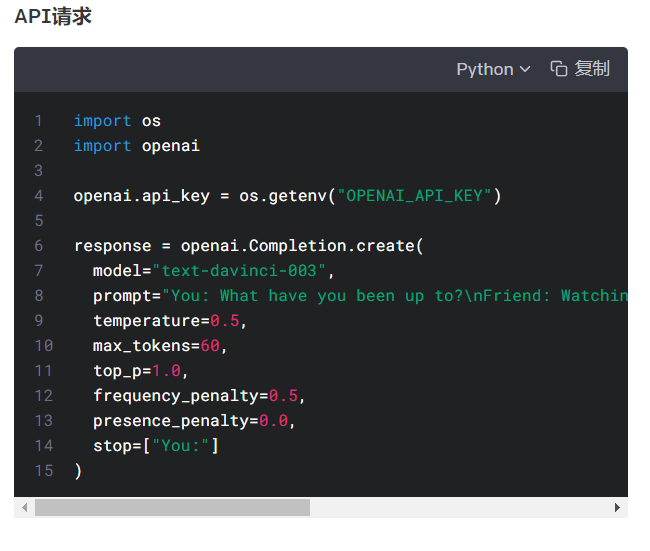 API请求
Python 复制
1 import os
2 import openai
3
4 openai.api_key = os.getenv("OPENAI_API_KEY")
5
6 response = openai.Completion.create(
7 model="text-davinci-003",
8 prompt="You: What have you been up to?\nFriend: Watchin
9 temperature=0.5,
10 max_tokens=60,
11 top_p=1.0,
12 frequency_penalty=0.5,
13 presence_penalty=0.0,
14 stop=["You:"]
15 )